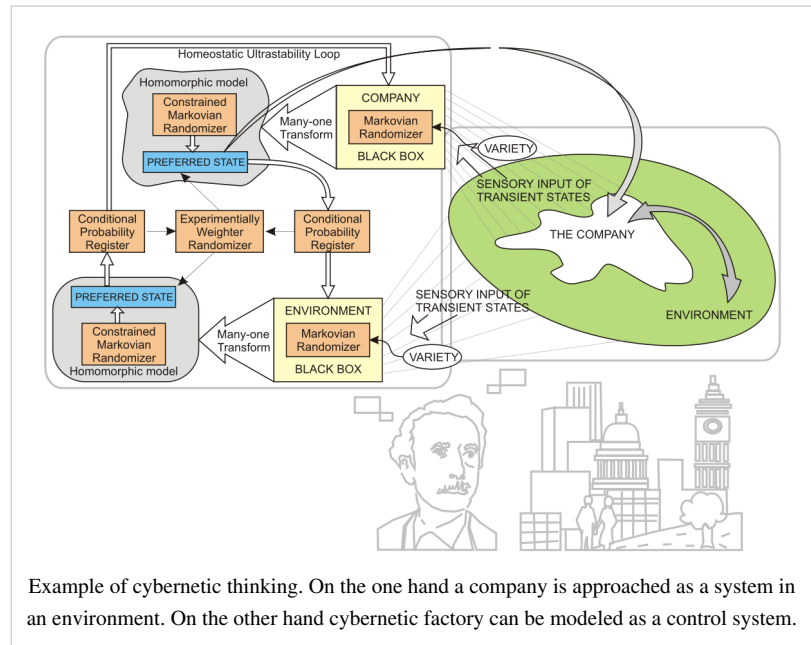 Homeostatic Ultrastability Loop
Homomorphic model
Constrained
Markovian
Randomizer
PREFERRED STATE
Many-one
Transform
COMPANY
Markovian
Randomizer
BLACK BOX
VARIETY
SENSORY INPUT OF
TRANSIENT STATES
THE COMPANY
ENVIRONMENT
Conditional
Probability
Register
Experimentially
Weighter
Randomizer
Conditional
Probability
Register
PREFERRED STATE
Constrained
Markovian
Randomizer
Homomorphic model
Many-one
Transform
ENVIRONMENT
Markovian
Randomizer
BLACK BOX
SENSORY INPUT OF
TRANSIENT STATES
VARIETY
Example of cybernetic thinking. On the one hand a company is approached as a system in
an environment. On the other hand cybernetic factory can be modeled as a control system.